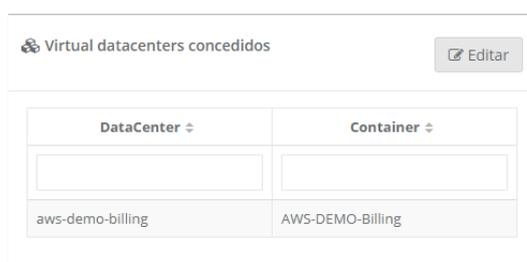 Virtual datacenters concedidos
Editar
DataCenter Container
aws-demo-billing AWS-DEMO-Billing